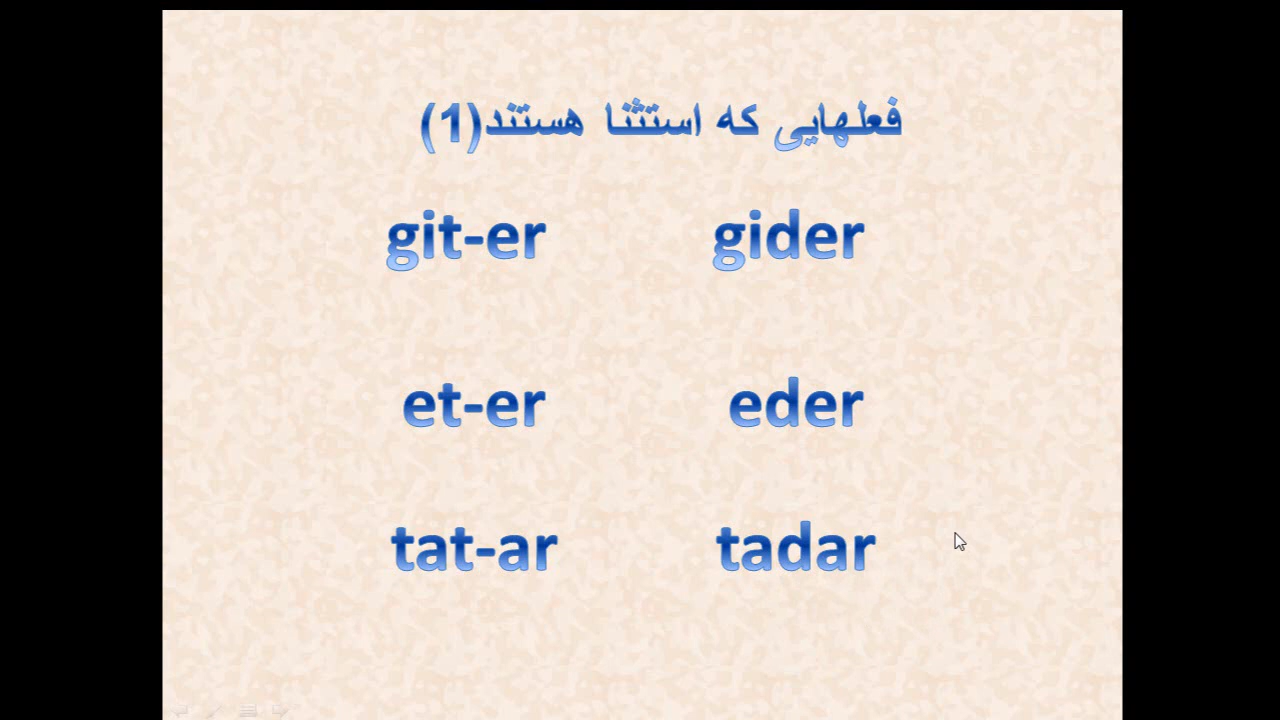 فعلهایی که استثنا هستند(1)
git-er gider
et-er eder
tat-ar tadar